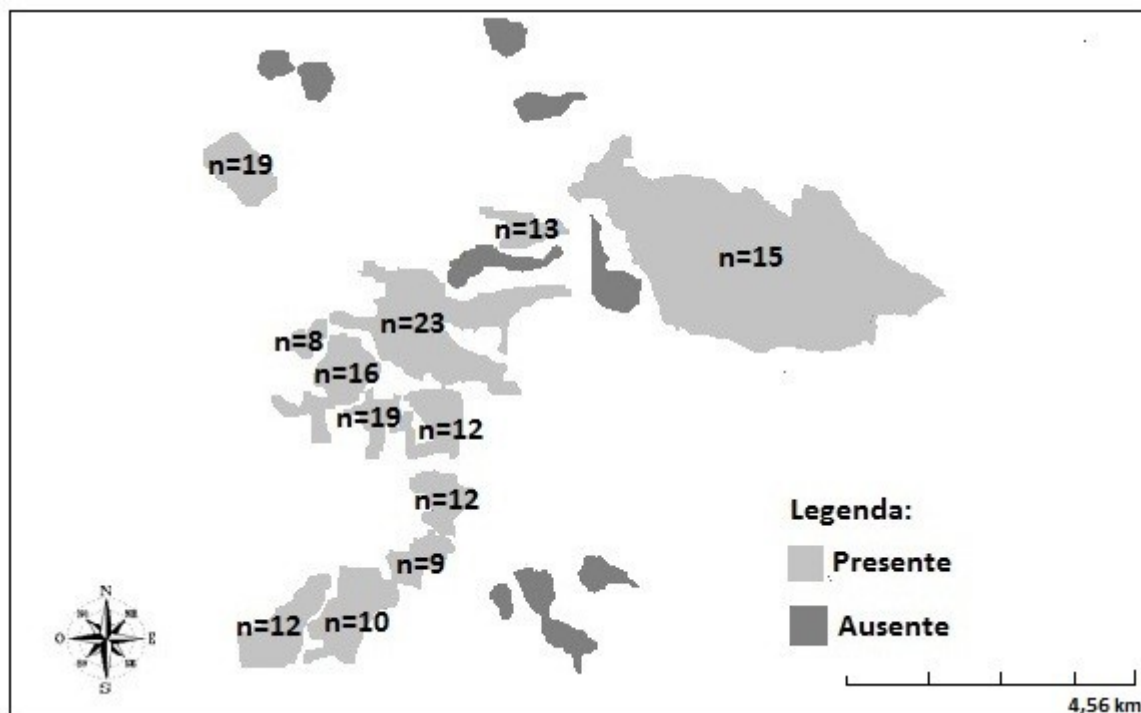 n=19
n=13
n=15
n=23
n=8
n=16
n=19
n=12
n=12
n=9
n=12
n=10
Legenda:
Presente
Ausente
N
O
E
S
4,56 km